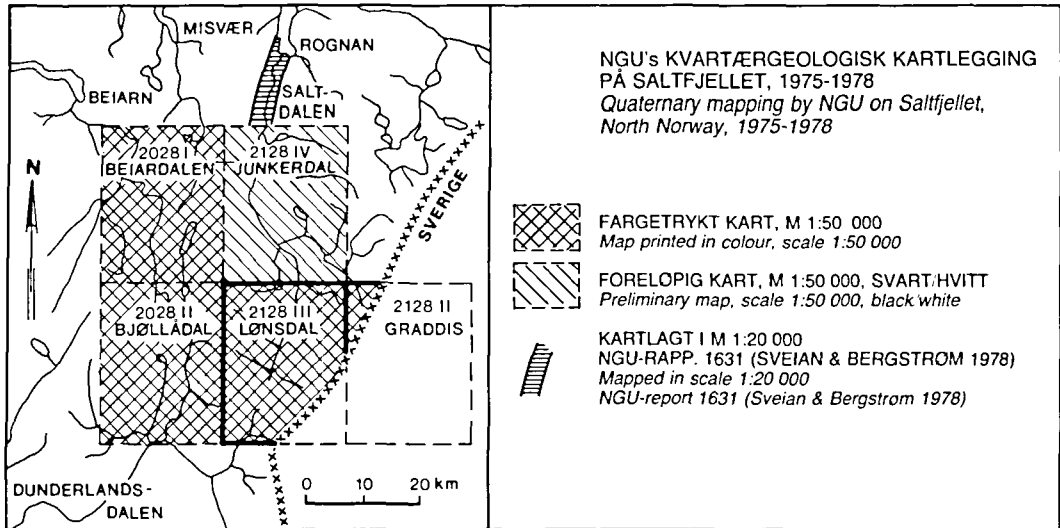 MISVÆR
ROGNAN
BEIARN
SALT-
DALEN
2028 I
BEIARDALEN
2128 IV
JUNKERDAL
N
SVERIGE
2028 II
BJØLLÅDAL
2128 III
LØNSDAL
2128 II
GRADDIS
DUNDERLANDS-
DALEN
0 10 20 km
NGU's KVARTÆRGEOLOGISK KARTLEGGING
PÅ SALTFJELLET, 1975-1978
Quaternary mapping by NGU on Saltfjellet,
North Norway, 1975-1978
FARGETRYKT KART, M 1:50 000
Map printed in colour, scale 1:50 000
FORELØPIG KART, M 1:50 000, SVART/HVITT
Preliminary map, scale 1:50 000, black/white
KARTLAGT I M 1:20 000
NGU-RAPP. 1631 (SVEIAN & BERGSTRØM 1978)
Mapped in scale 1:20 000
NGU-report 1631 (Sveian & Bergstrøm 1978)